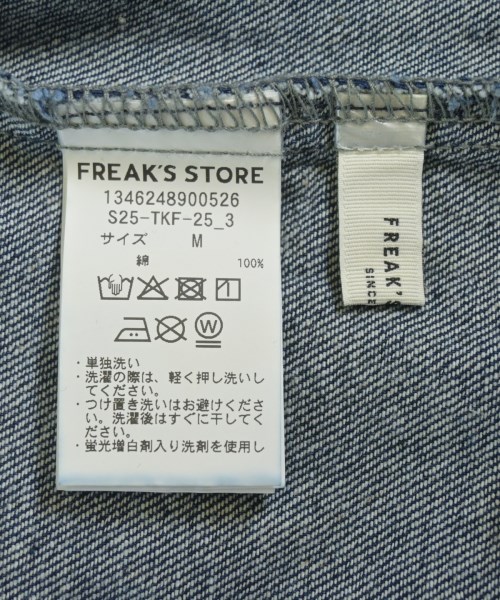 FREAK'S STORE
1346248900526
S25-TKF-25_3
サイズ M
綿 100%
W
・単独洗い
・洗濯の際は、軽く押し洗いし
てください。
・つけ置き洗いはお避けくださ
い。洗濯後はすぐに干してく
ださい。
・蛍光増白剤入り洗剤を使用し
FREAK'S
SINCE